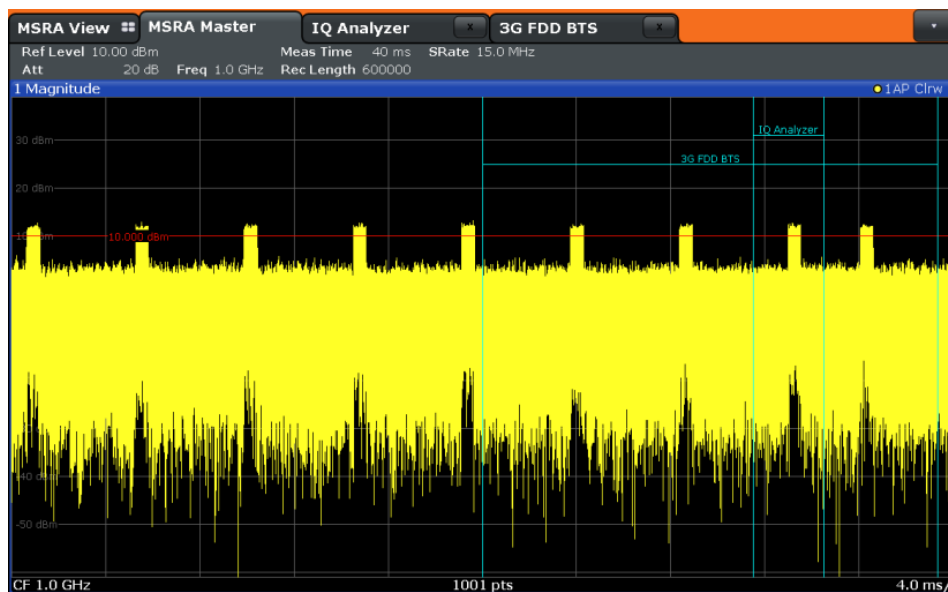 MSRA View MSRA Master IQ Analyzer x 3G FDD BTS x
Ref Level 10.00 dBm Meas Time 40 ms SRate 15.0 MHz
Att 20 dB Freq 1.0 GHz Rec Length 600000
1 Magnitude 1AP Clrw
IQ Analyzer
30 dBm
3G FDD BTS
20 dBm
10.000 dBm
-50 dBm
CF 1.0 GHz 1001 pts 4.0 ms/